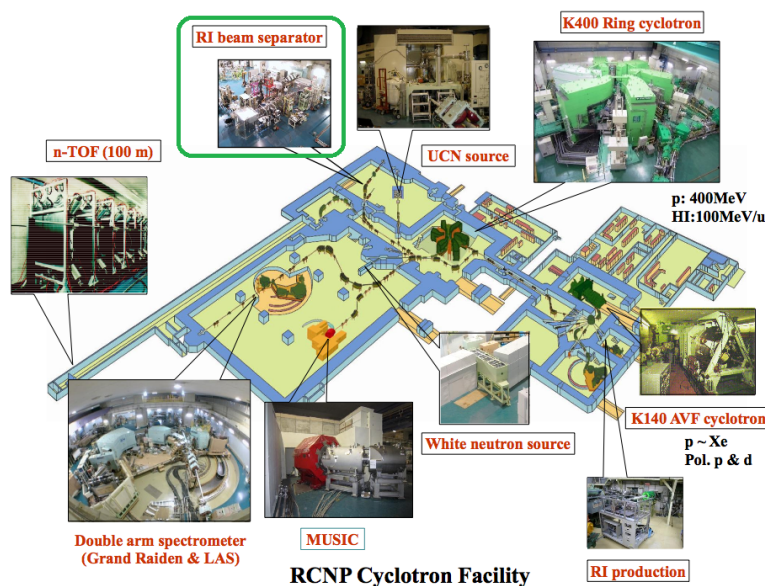 RI beam separator
K400 Ring cyclotron
n-TOF (100 m)
UCN source
p: 400MeV
HI:100MeV/u
White neutron source
K140 AVF cyclotron
p ~ Xe
Pol. p & d
Double arm spectrometer
(Grand Raiden & LAS)
MUSIC
RI production
RCNP Cyclotron Facility